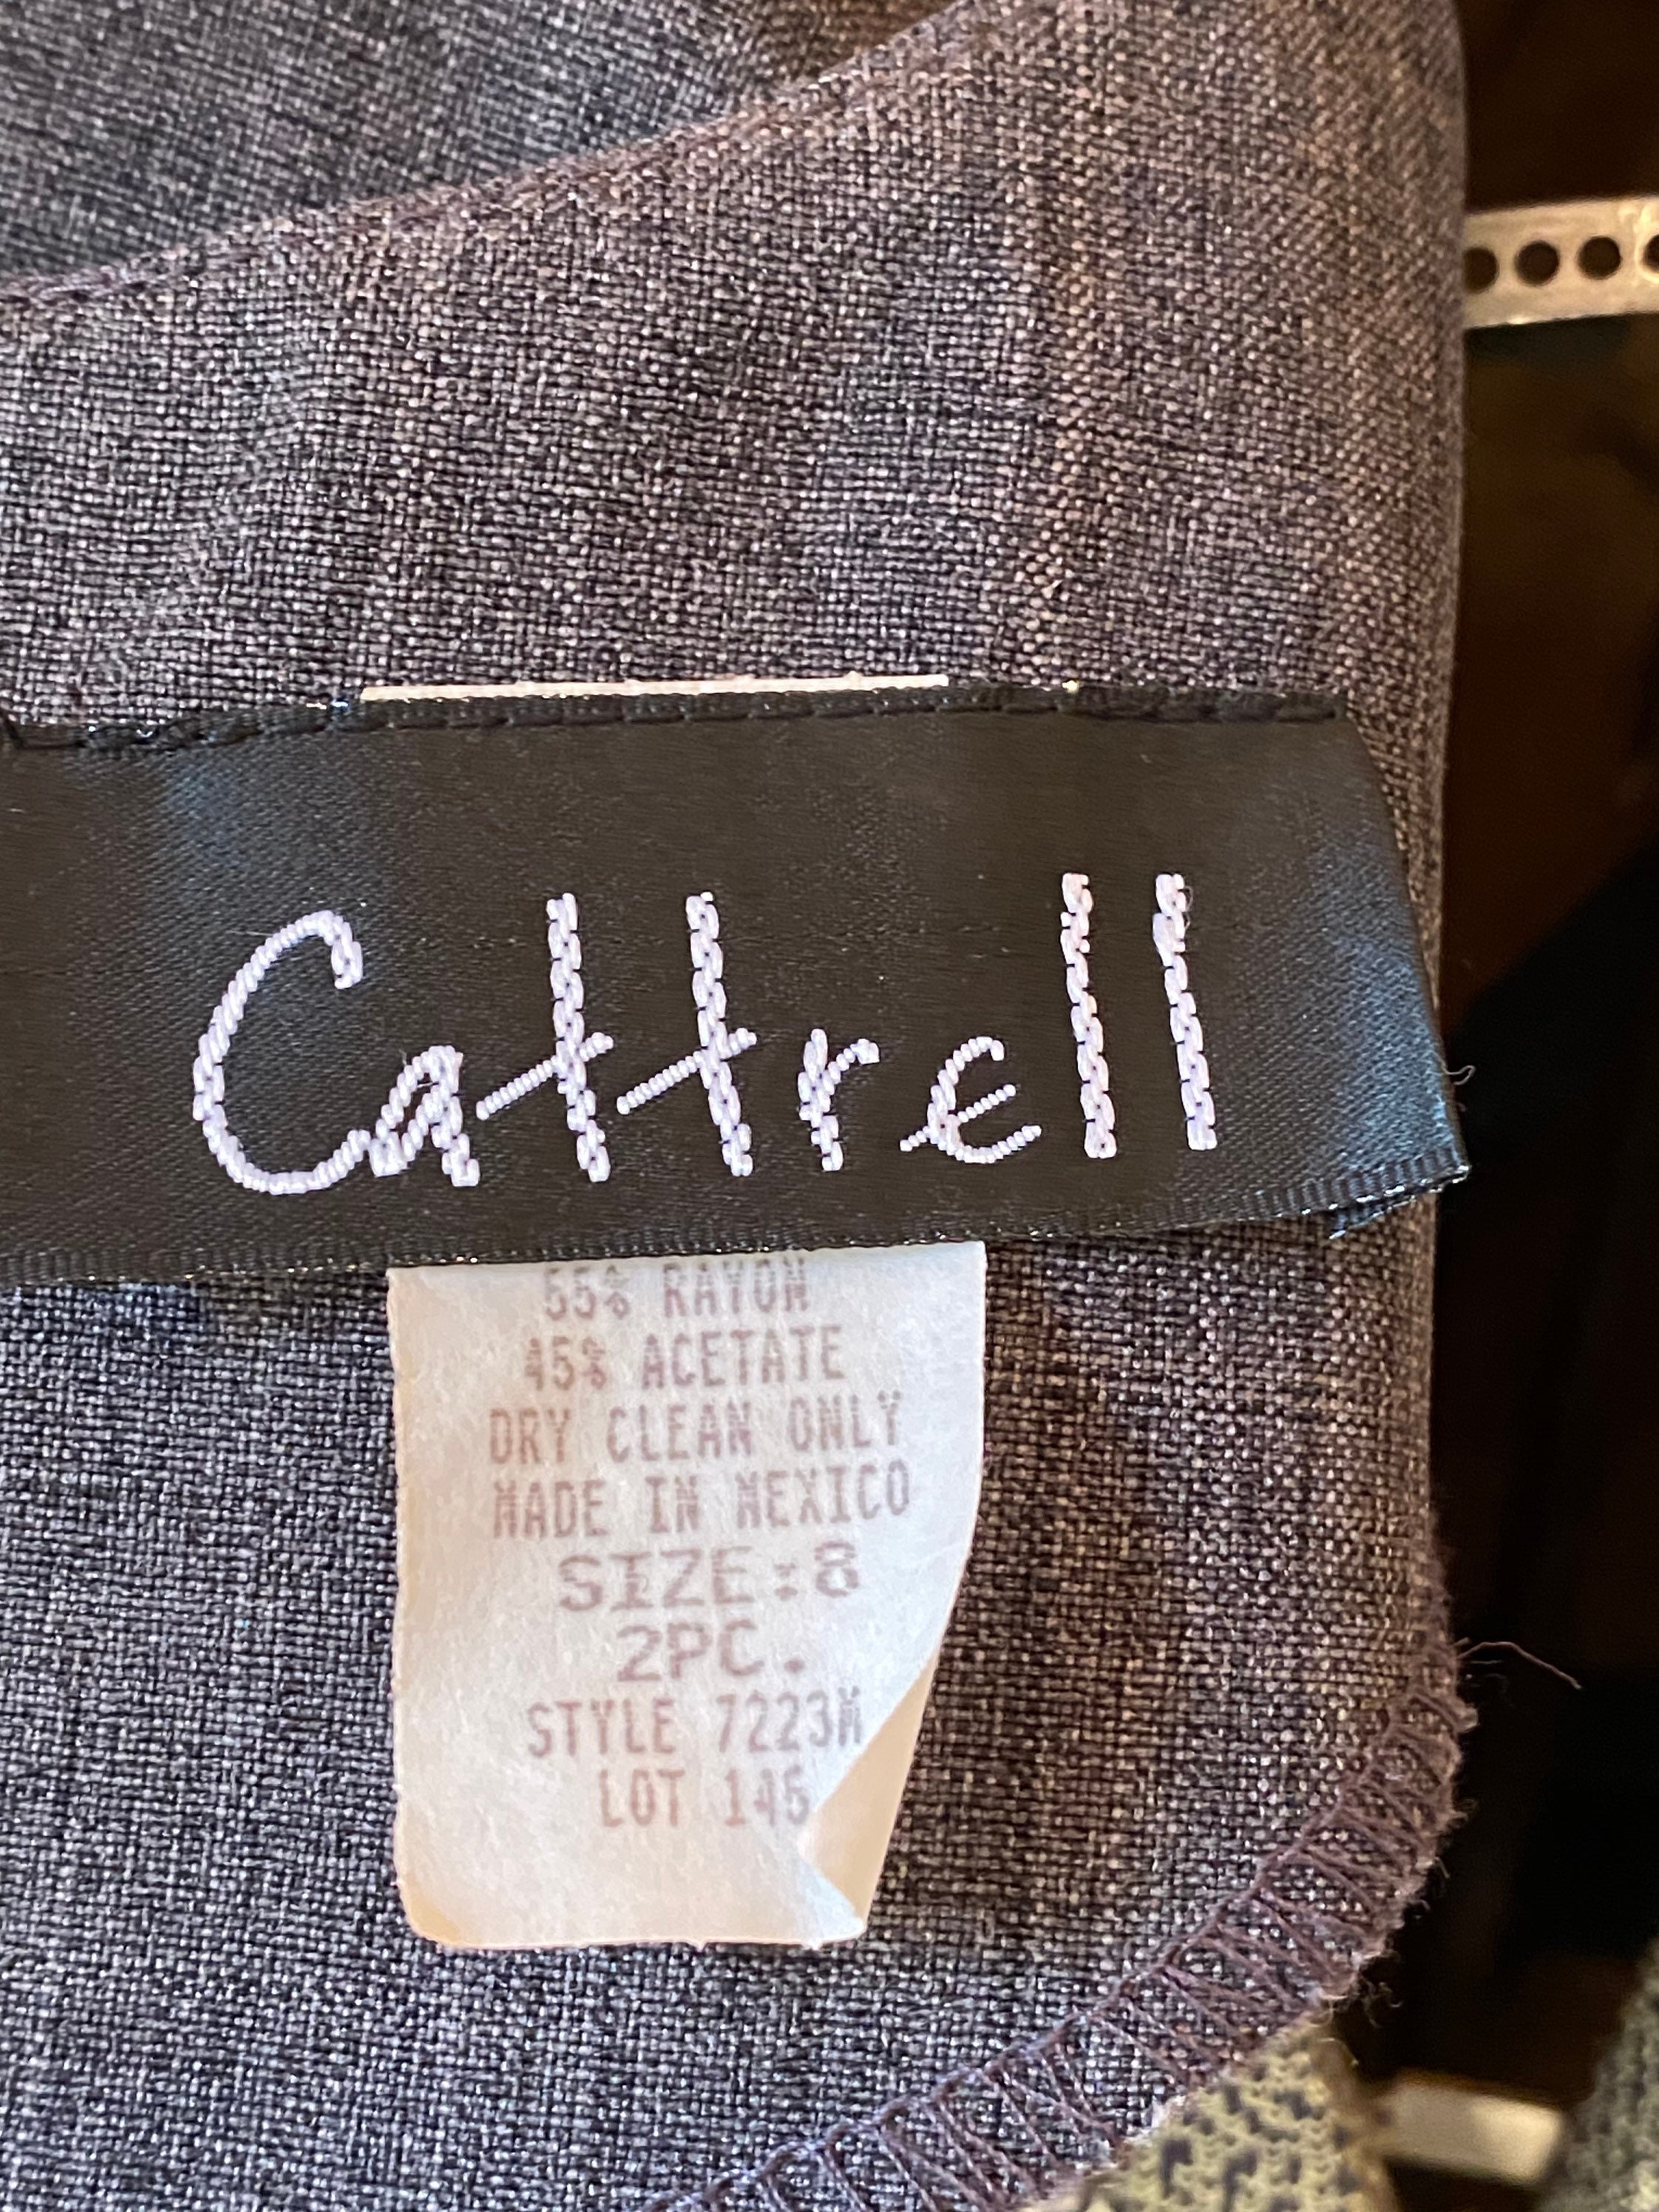 Cattrell
55% RAYON
45% ACETATE
DRY CLEAN ONLY
MADE IN MEXICO
SIZE:8
2PC.
STYLE 7223M
LOT 145